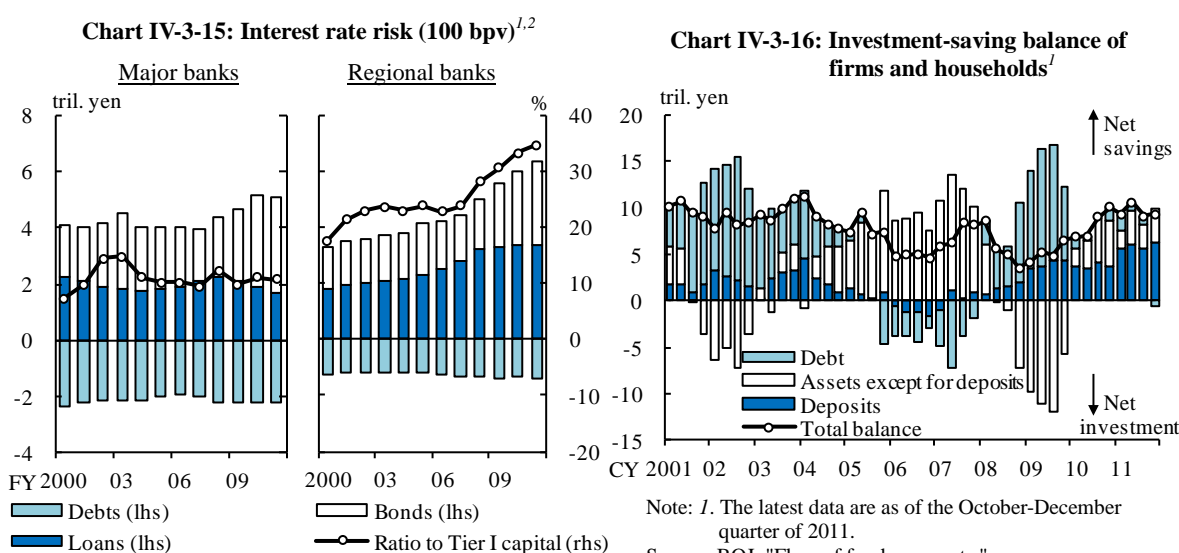 Chart IV-3-15: Interest rate risk (100 bpv)1,2
Major banks
Regional banks
tril. yen
%
8
6
4
2
0
-2
-4
40
30
20
10
0
-10
-20
FY 2000 03 06 09
2000 03 06 09
Debts (lhs)
Bonds (lhs)
Loans (lhs)
Ratio to Tier I capital (rhs)
Chart IV-3-16: Investment-saving balance of
firms and households1
tril. yen
20
15
10
5
0
-5
-10
-15
Net
savings
Debt
Assets except for deposits
Deposits
Total balance
Net
investment
CY 2001 02 03 04 05 06 07 08 09 10 11
Note: 1. The latest data are as of the October-December
quarter of 2011.